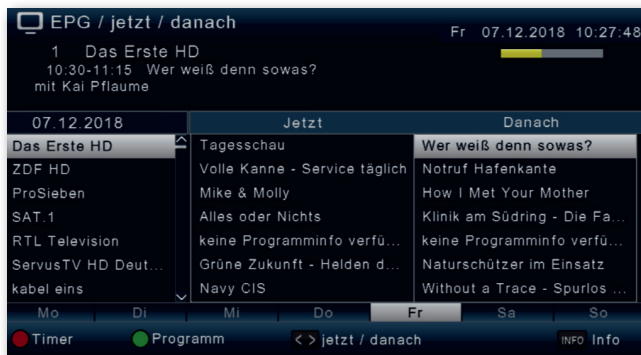 EPG / jetzt / danach
Fr 07.12.2018 10:27:48
1 Das Erste HD
10:30-11:15 Wer weiß denn sowas?
mit Kai Pflaume
07.12.2018 Jetzt Danach
Das Erste HD Tagesschau Wer weiß denn sowas?
ZDF HD Volle Kanne - Service täglich Notruf Hafenkante
ProSieben Mike & Molly How I Met Your Mother
SAT.1 Alles oder Nichts Klinik am Südring - Die Fa...
RTL Television keine Programminfo verfü... keine Programminfo verfü...
ServusTV HD Deut... Grüne Zukunft - Helden d... Naturschützer im Einsatz
kabel eins Navy CIS Without a Trace - Spurlos ...
Mo Di Mi Do Fr Sa So
Timer Programm < > jetzt / danach INFO Info